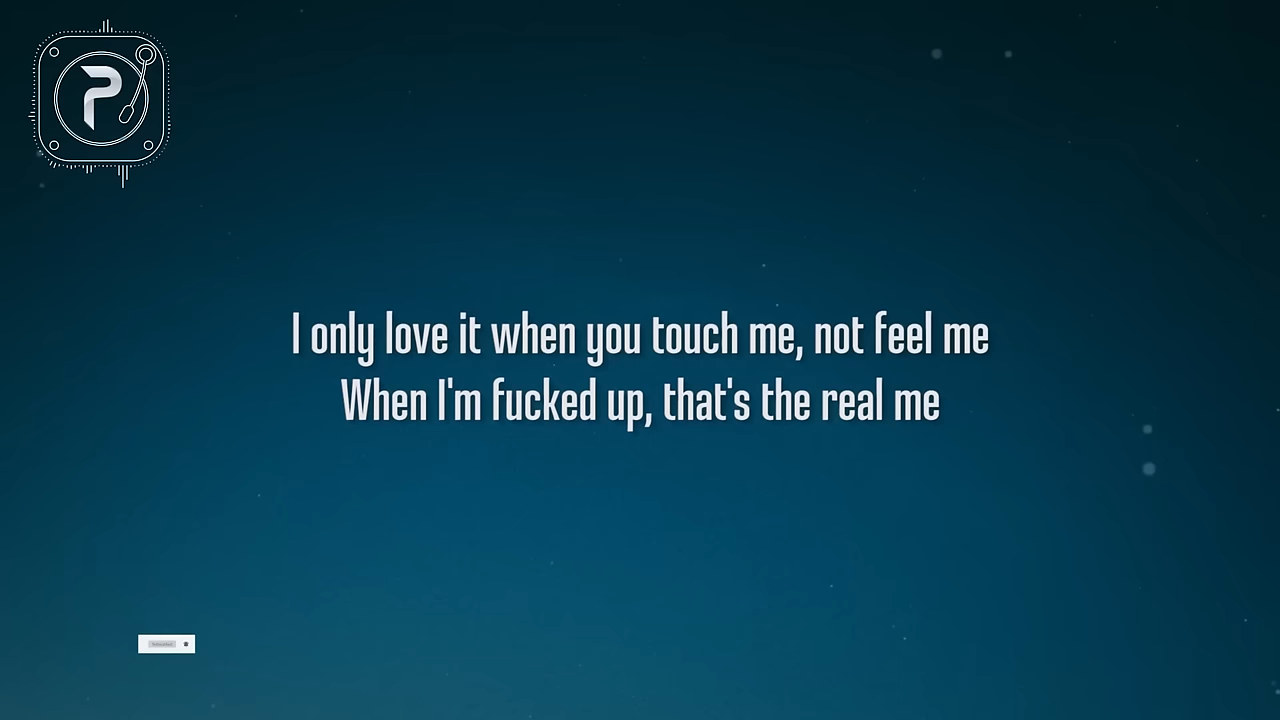 I only love it when you touch me, not feel me
When I'm fucked up, that's the real me